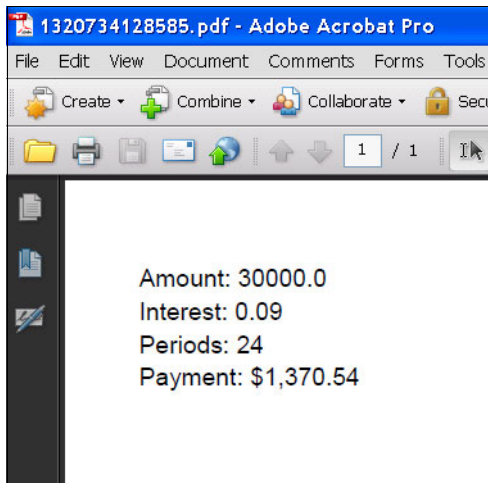 1320734128585.pdf - Adobe Acrobat Pro
File Edit View Document Comments Forms Tools
Create Combine Collaborate Secu
1 / 1
Amount: 30000.0
Interest: 0.09
Periods: 24
Payment: $1,370.54